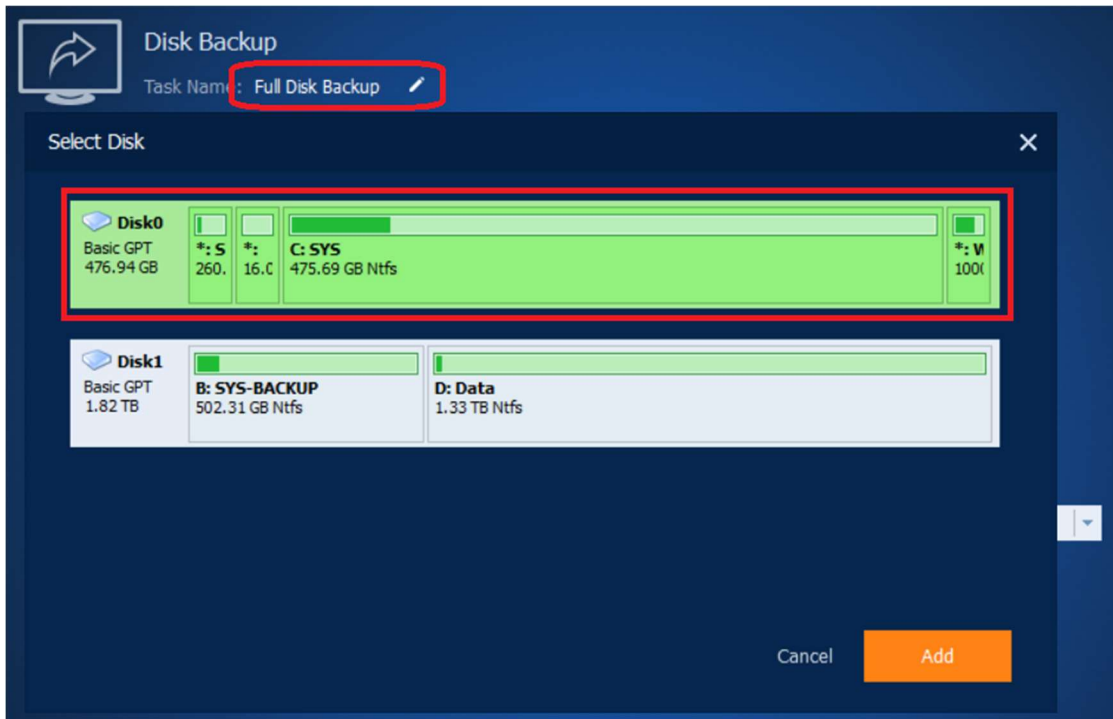 Disk Backup
Task Name: Full Disk Backup
Select Disk
Disk0
Basic GPT
476.94 GB
*: S
260.
*:
16.0
C: SYS
475.69 GB Ntfs
*: W
100
Disk1
Basic GPT
1.82 TB
B: SYS-BACKUP
502.31 GB Ntfs
D: Data
1.33 TB Ntfs
Cancel
Add